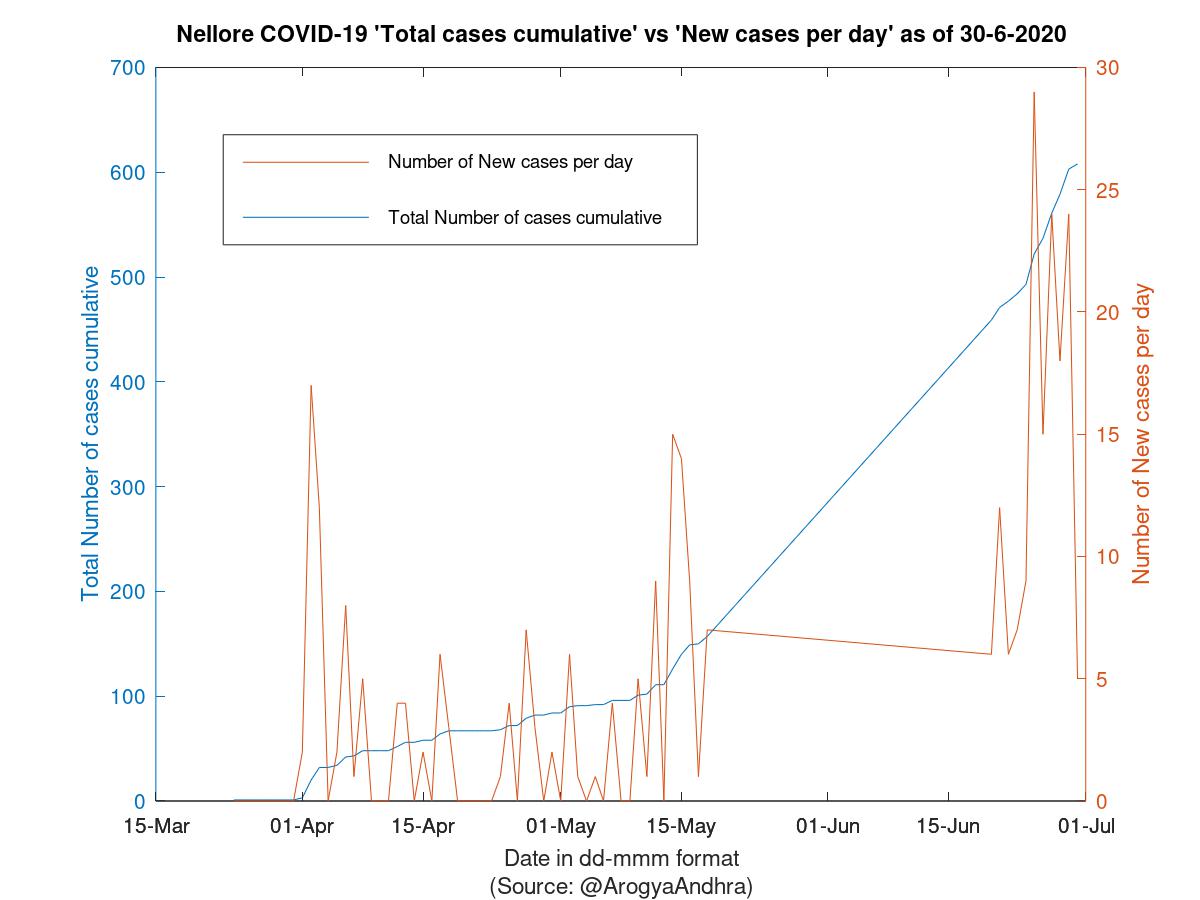 Nellore COVID-19 'Total cases cumulative' vs 'New cases per day' as of 30-6-2020
700
600
500
400
300
200
100
0
Total Number of cases cumulative
Number of New cases per day
Total Number of cases cumulative
30
25
20
15
10
5
0
Number of New cases per day
15-Mar 01-Apr 15-Apr 01-May 15-May 01-Jun 15-Jun 01-Jul
Date in dd-mmm format
(Source: @ArogyaAndhra)